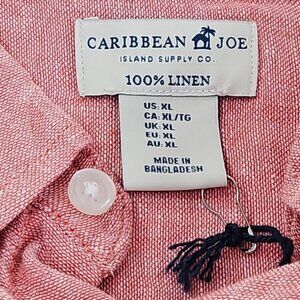 CARIBBEAN JOE
ISLAND SUPPLY CO.
100% LINEN
US: XL
CA: XL/TG
UK: XL
EU: XL
AU: XL
MADE IN
BANGLADESH